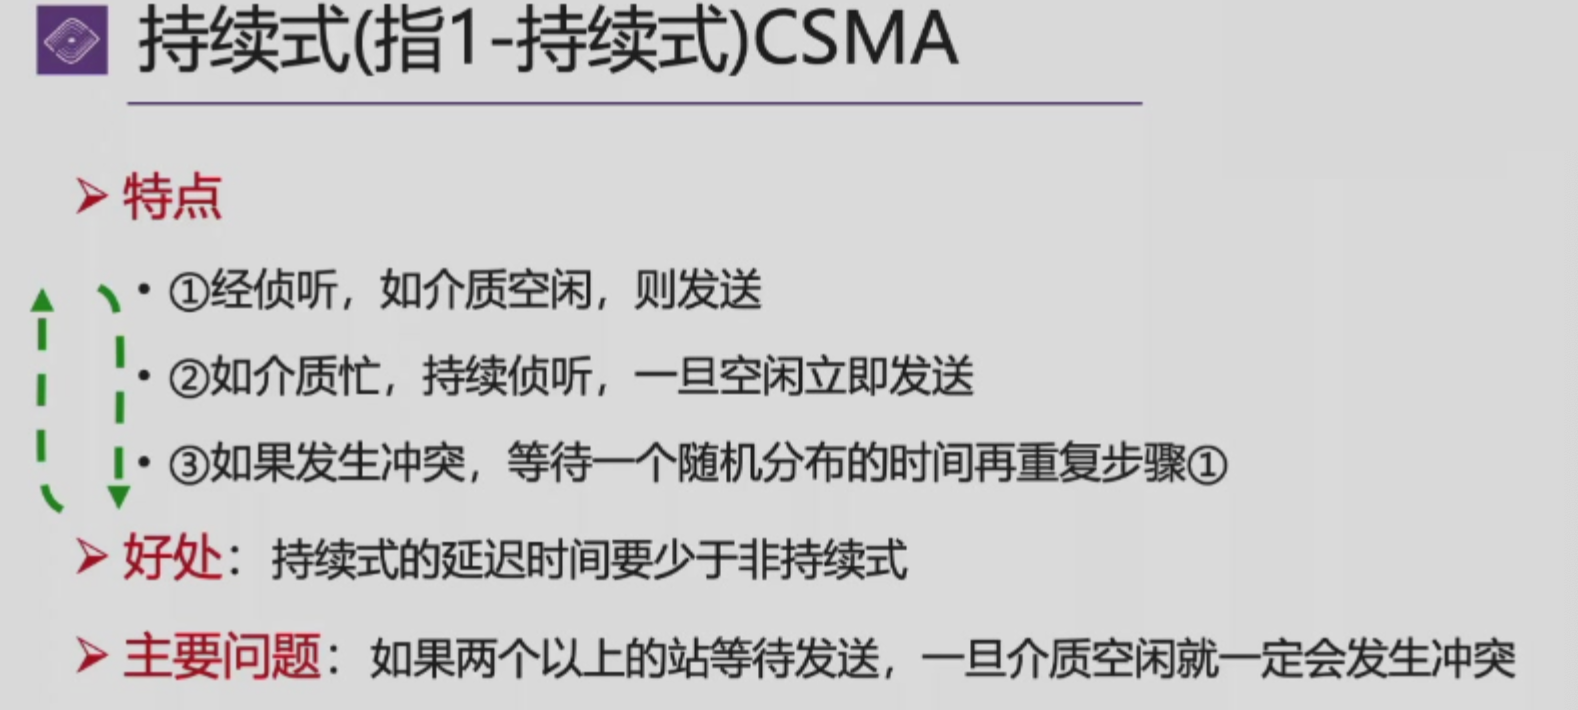 持续式(指1-持续式)CSMA
➢ 特点
• ①经侦听，如介质空闲，则发送
• ②如介质忙，持续侦听，一旦空闲立即发送
• ③如果发生冲突，等待一个随机分布的时间再重复步骤①
➢ 好处：持续式的延迟时间要少于非持续式
➢ 主要问题：如果两个以上的站等待发送，一旦介质空闲就一定会发生冲突